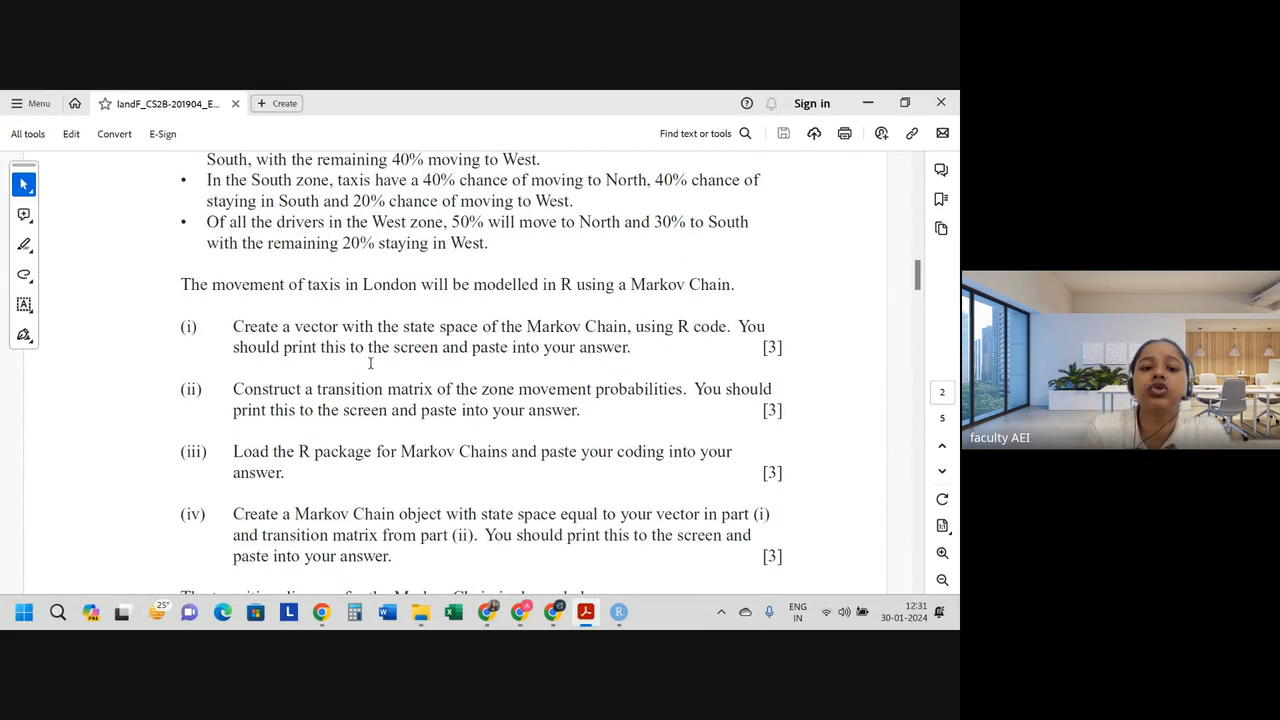 Menu
IandF_CS2B-201904_E...
Create
Sign in
All tools
Edit
Convert
E-Sign
Find text or tools
South, with the remaining 40% moving to West.
• In the South zone, taxis have a 40% chance of moving to North, 40% chance of
staying in South and 20% chance of moving to West.
• Of all the drivers in the West zone, 50% will move to North and 30% to South
with the remaining 20% staying in West.
The movement of taxis in London will be modelled in R using a Markov Chain.
(i) Create a vector with the state space of the Markov Chain, using R code. You
should print this to the screen and paste into your answer. [3]
(ii) Construct a transition matrix of the zone movement probabilities. You should
print this to the screen and paste into your answer. [3]
(iii) Load the R package for Markov Chains and paste your coding into your
answer. [3]
(iv) Create a Markov Chain object with state space equal to your vector in part (i)
and transition matrix from part (ii). You should print this to the screen and
paste into your answer. [3]
2
5
faculty AEI
25°
PRE
L
R
ENG
IN
12:31
30-01-2024